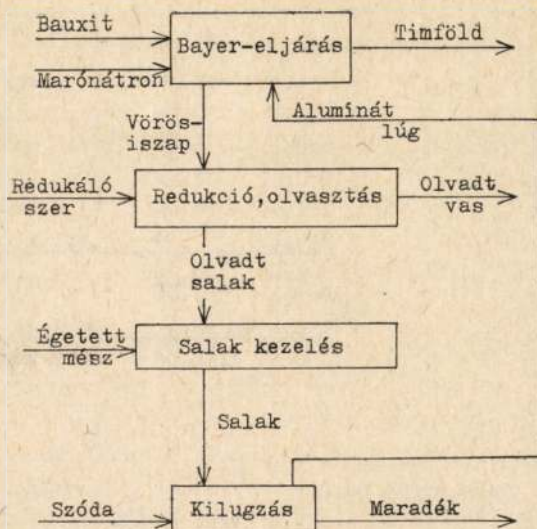 Bauxit
Bayer-eljárás
Timföld
Marónátron
Aluminát
lúg
Vörös-
iszap
Redukáló
szer
Redukció,olvasztás
Olvadt
vas
Olvadt
salak
Égetett
mész
Salak kezelés
Salak
Szóda
Kilugzás
Maradék